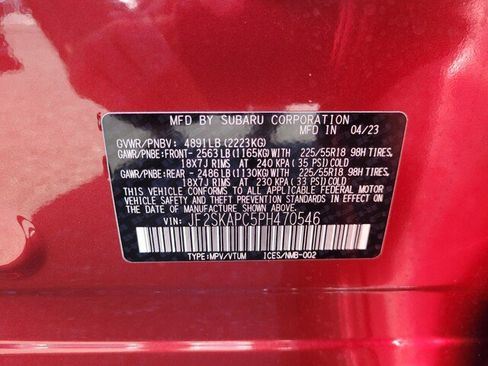 MFD BY SUBARU CORPORATION
MFD IN 04/23
GVWR/PNBV: 4891LB(2223KG)
GAWR/PNBE:FRONT- 2563LB(1165KG)WITH 225/55R18 98H TIRES,
18X7J RIMS AT 240 KPA( 35 PSI)COLD
GAWR/PNBE:REAR - 2486LB(1130KG)WITH 225/55R18 98H TIRES,
18X7J RIMS AT 230 KPA( 33 PSI)COLD
THIS VEHICLE CONFORMS TO ALL APPLICABLE FEDERAL MOTOR
VEHICLE SAFETY AND THEFT PREVENTION STANDARDS IN EFFECT
ON THE DATE OF MANUFACTURE SHOWN ABOVE.
VIN: JF2SKAPC5PH470546
TYPE:MPV/VTUM ICES/NMB-002